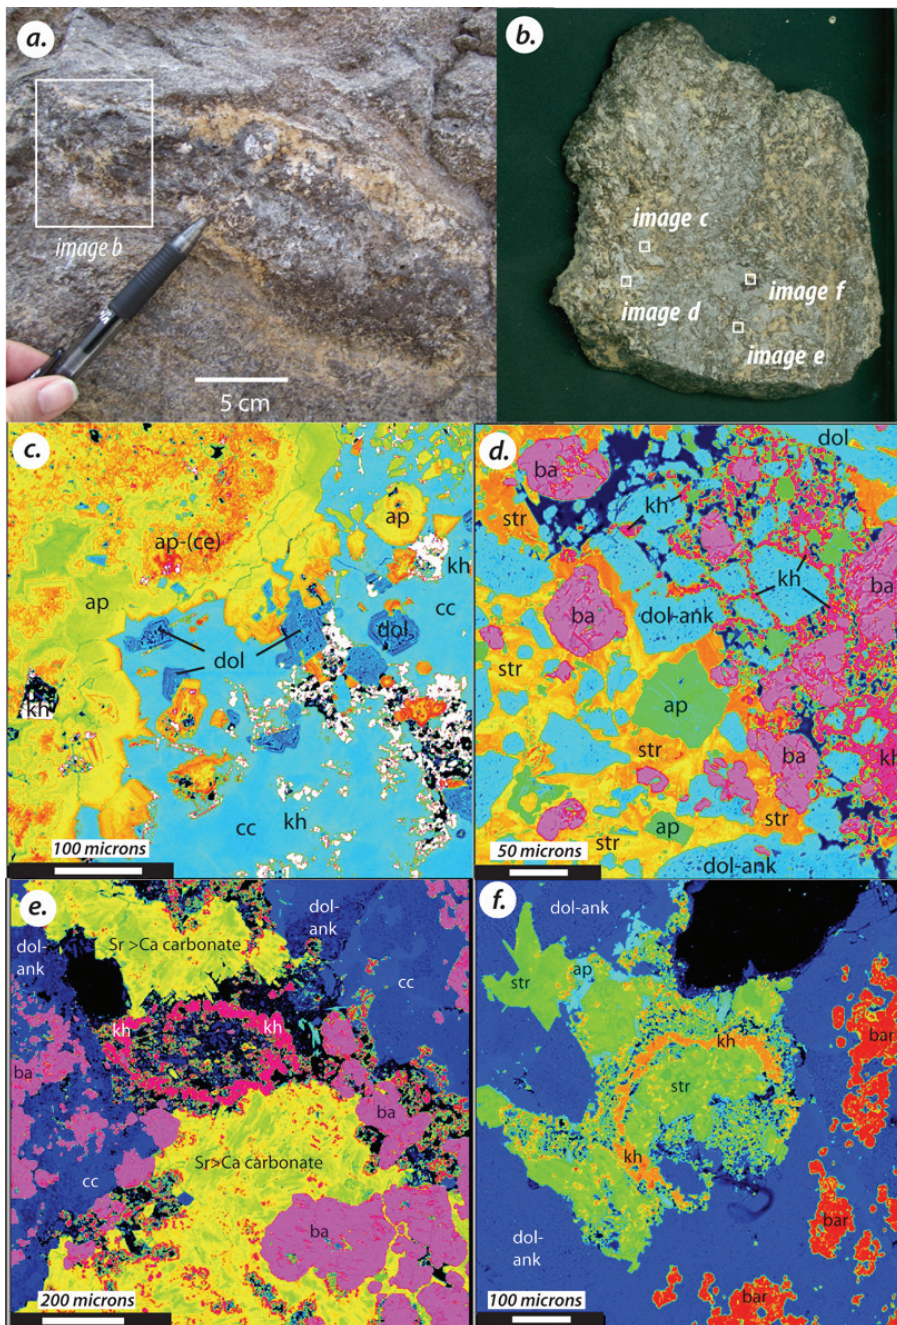 a.
image b
5 cm
b.
image c
image d
image f
image e
c.
ap-(ce)
ap
ap
kh
cc
dol
dol
kh
cc
kh
100 microns
d.
ba
dol
kh
str
kh
ba
ba
dol-ank
str
ap
str
ba
kh
ap
str
str
dol-ank
50 microns
e.
dol-
ank
Sr >Ca carbonate
dol-
ank
cc
kh
kh
ba
ba
Sr>Ca carbonate
cc
ba
200 microns
f.
dol-ank
ap
str
kh
bar
str
kh
bar
dol-
ank
bar
100 microns